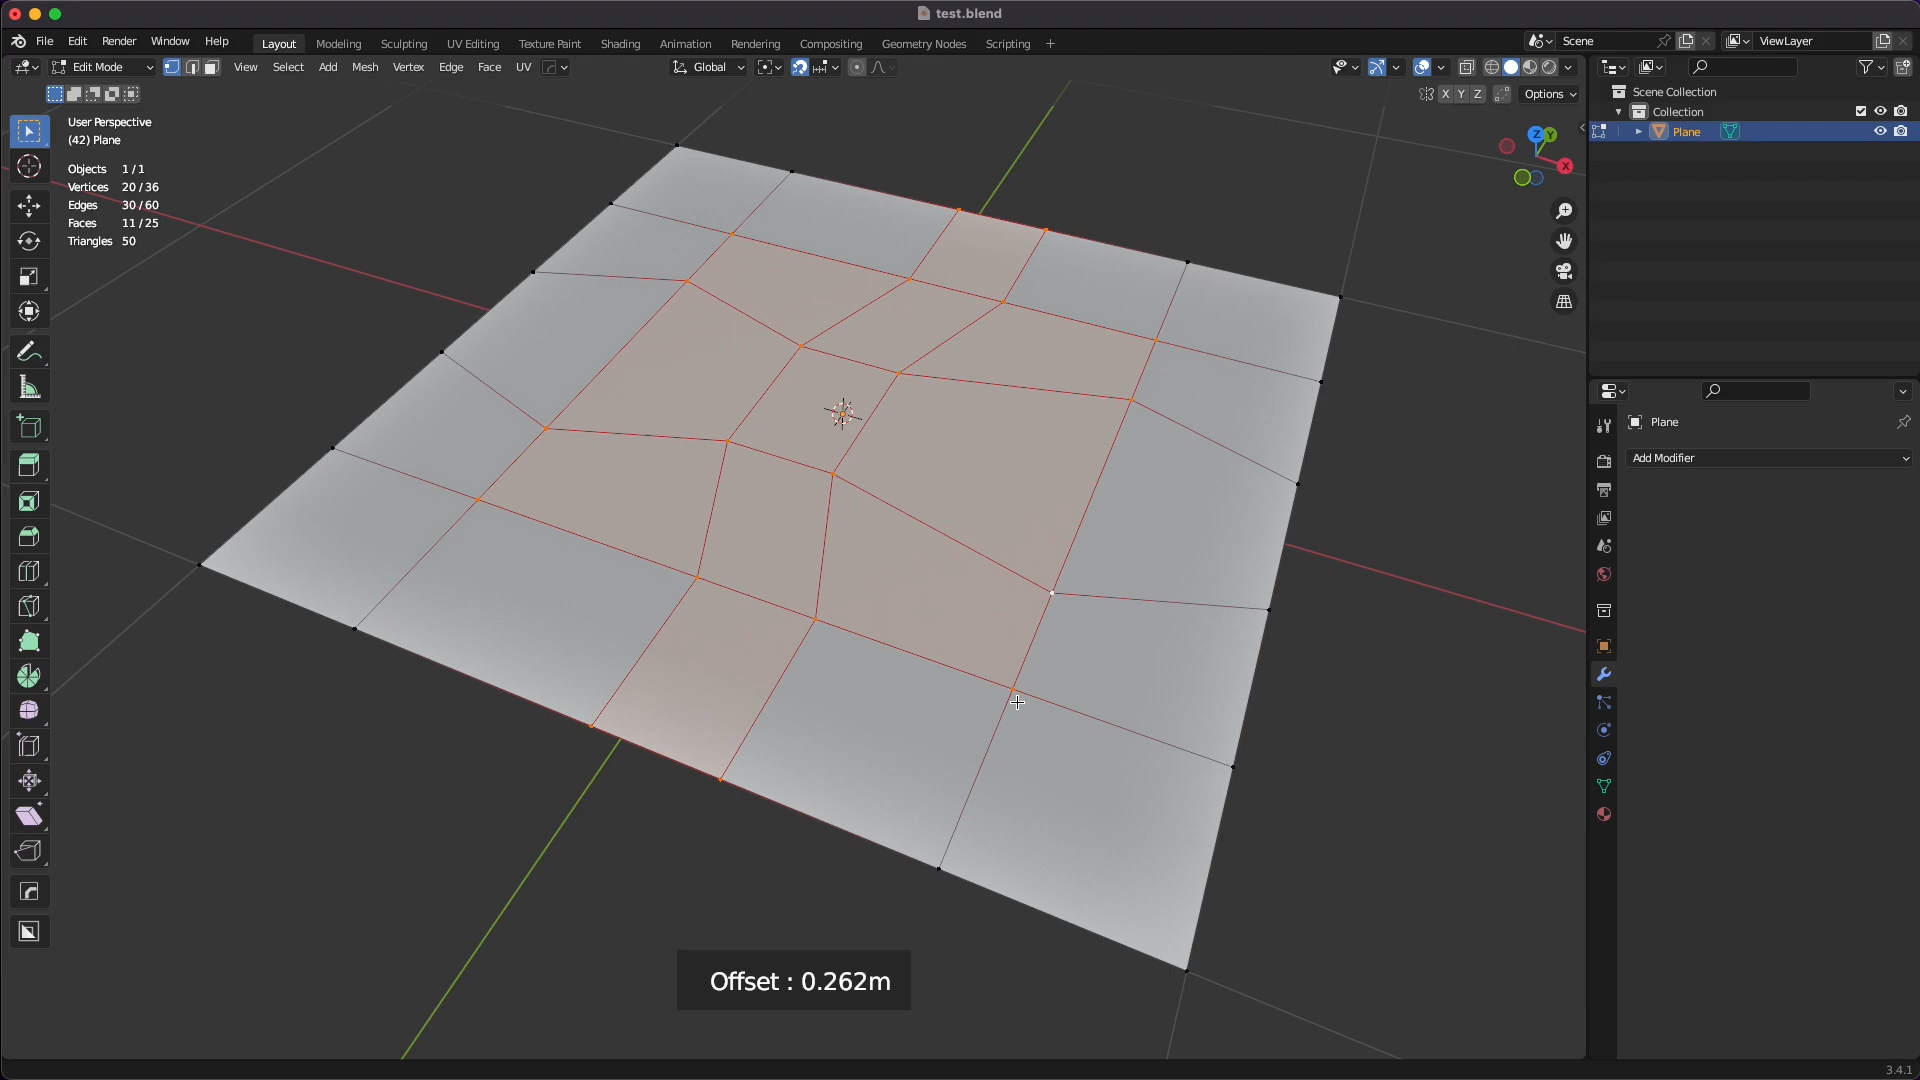 test.blend
File Edit Render Window Help
Layout Modeling Sculpting UV Editing Texture Paint Shading Animation Rendering Compositing Geometry Nodes Scripting +
Scene
ViewLayer
Edit Mode
View Select Add Mesh Vertex Edge Face UV
Global
X Y Z
Options
User Perspective
(42) Plane
Objects 1/1
Vertices 20/36
Edges 30/60
Faces 11/25
Triangles 50
Z Y
X
Scene Collection
Collection
Plane
Plane
Add Modifier
Offset : 0.262m
3.4.1